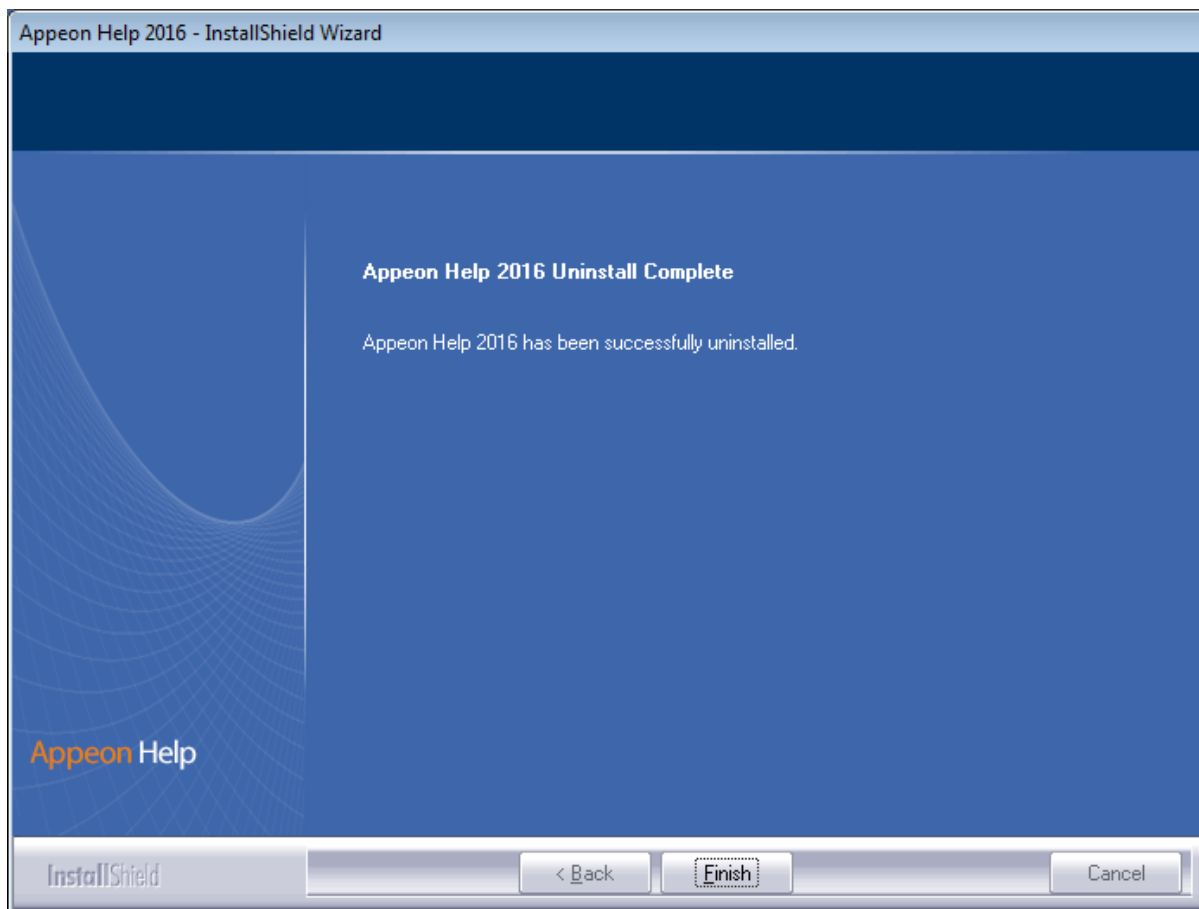 Appeon Help 2016 - InstallShield Wizard
Appeon Help 2016 Uninstall Complete
Appeon Help 2016 has been successfully uninstalled.
Appeon Help
InstallShield
< Back
Finish
Cancel